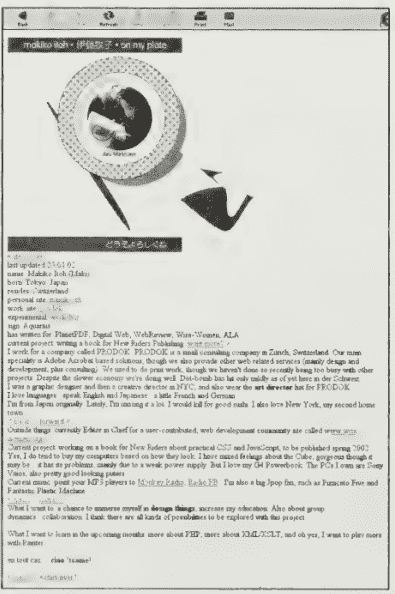 Back
Refresh
Print
Mail
makiko itoh • 伊藤牧子 • on my plate
どうぞよろしくね
last updated
name Makiko Itoh (Maki)
born Tokyo Japan
resides Switzerland
personal site
work site
experimental
sign Aquarius
has written for PlanetPDF, Digital Web, WebReview, Wise-Women, ALA
current project writing a book for New Riders Publishing
I work for a company called PRODOK PRODOK is a small consulting company in Zurich, Switzerland Our main
specialty is Adobe Acrobat based solutions, though we also provide other web related services (mainly design and
development, plus consulting) We used to do print work, though we haven't done so recently being too busy with other
projects Despite the slower economy we're doing well Dot-bomb has hit only mildly as of yet here in der Schweiz
I was a graphic designer and then a creative director in NYC, and also wear the art director hat for PRODOK
I love languages speak English and Japanese a little French and German
I'm from Japan originally Lately, I'm missing it a lot I would kill for good sushi I also love New York, my second home
town
Outside things currently Editor in Chief for a user-contributed, web development community site called
Current project working on a book for New Riders about practical CSS and JavaScript, to be published spring 2002
Yes, I do tend to buy my computers based on how they look I have mixed feelings about the Cube, gorgeous though it
may be it has its problems, mainly due to a weak power supply But I love my G4 Powerbook The PCs I own are Sony
Vaios, also pretty good looking puters
Current music point your MP3 players to Monkey Radio, Radio FB I'm also a big Jpop fan, such as Pizzicato Five and
Fantastic Plastic Machine
What I want to a chance to immerse myself in design things, increase my education Also about group
dynamics collaboration I think there are all kinds of possibilities to be explored with this project
What I want to learn in the upcoming months more about PHP, more about XML/XSLT, and oh yes, I want to play more
with Painter
en tout cas ciao